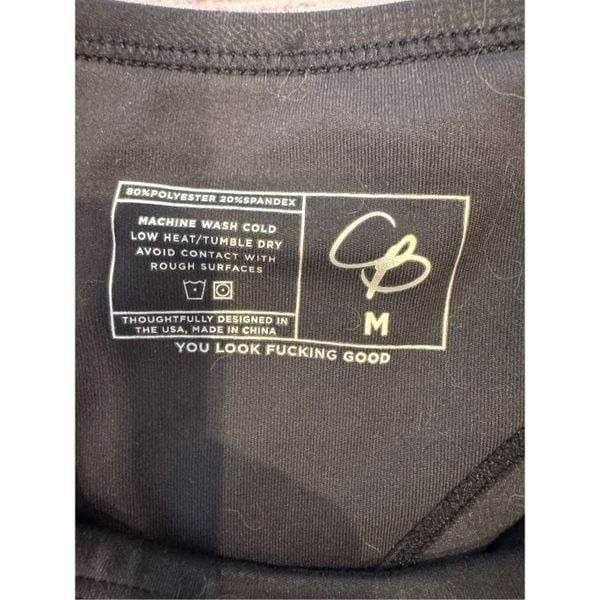 80%POLYESTER 20%SPANDEX
MACHINE WASH COLD
LOW HEAT/TUMBLE DRY
AVOID CONTACT WITH
ROUGH SURFACES
THOUGHTFULLY DESIGNED IN
THE USA, MADE IN CHINA
CB
M
YOU LOOK FUCKING GOOD